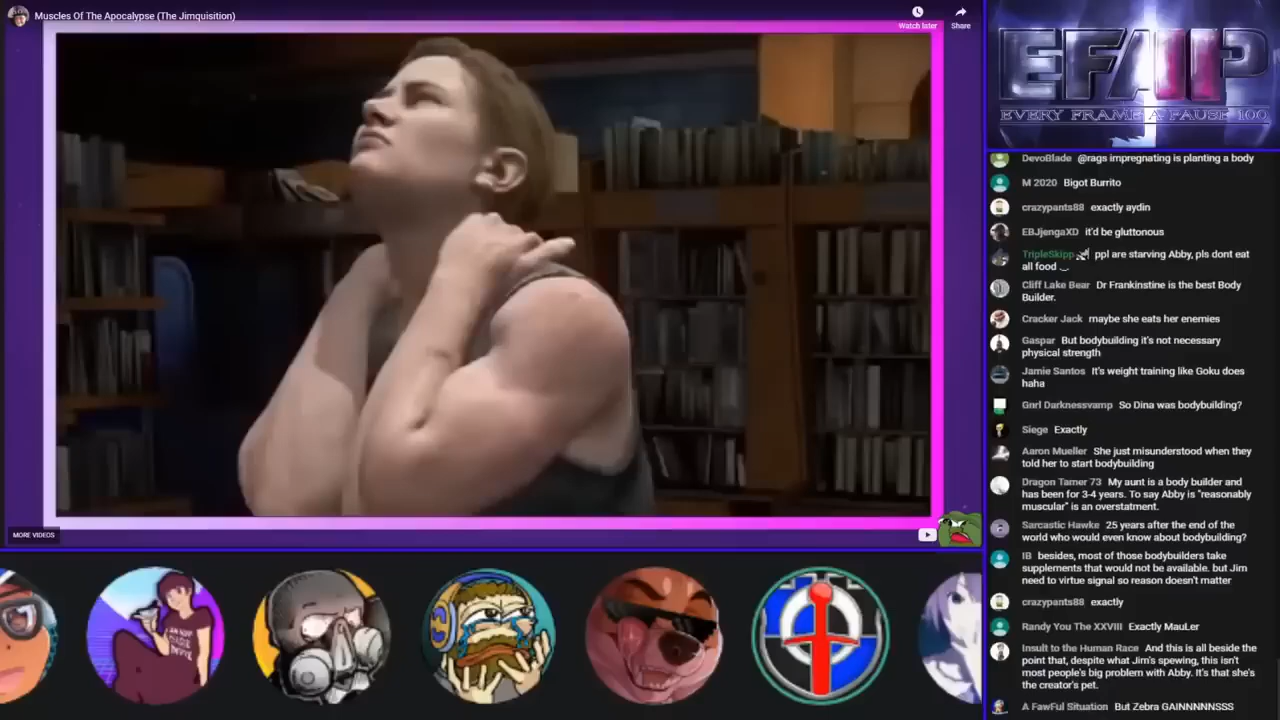 Muscles Of The Apocalypse (The Jimquisition)
Watch later
Share
MORE VIDEOS
EFAP
EVERY FRAME A PAUSE 100
DevoBlade @rags impregnating is planting a body
M 2020 Bigot Burrito
crazypants88 exactly aydin
EBJjengaXD it'd be gluttonous
TripleSkipp ppl are starving Abby, pls dont eat
all food
Cliff Lake Bear Dr Frankinstine is the best Body
Builder.
Cracker Jack maybe she eats her enemies
Gaspar But bodybuilding it's not necessary
physical strength
Jamie Santos It's weight training like Goku does
haha
Gnrl Darknessvamp So Dina was bodybuilding?
Siege Exactly
Aaron Mueller She just misunderstood when they
told her to start bodybuilding
Dragon Tamer 73 My aunt is a body builder and
has been for 3-4 years. To say Abby is "reasonably
muscular" is an overstatment.
Sarcastic Hawke 25 years after the end of the
world who would even know about bodybuilding?
IB besides, most of those bodybuilders take
supplements that would not be available. but Jim
need to virtue signal so reason doesn't matter
crazypants88 exactly
Randy You The XXVIII Exactly MauLer
Insult to the Human Race And this is all beside the
point that, despite what Jim's spewing, this isn't
most people's big problem with Abby. It's that she's
the creator's pet.
A FawFul Situation But Zebra GAINNNNNSSS